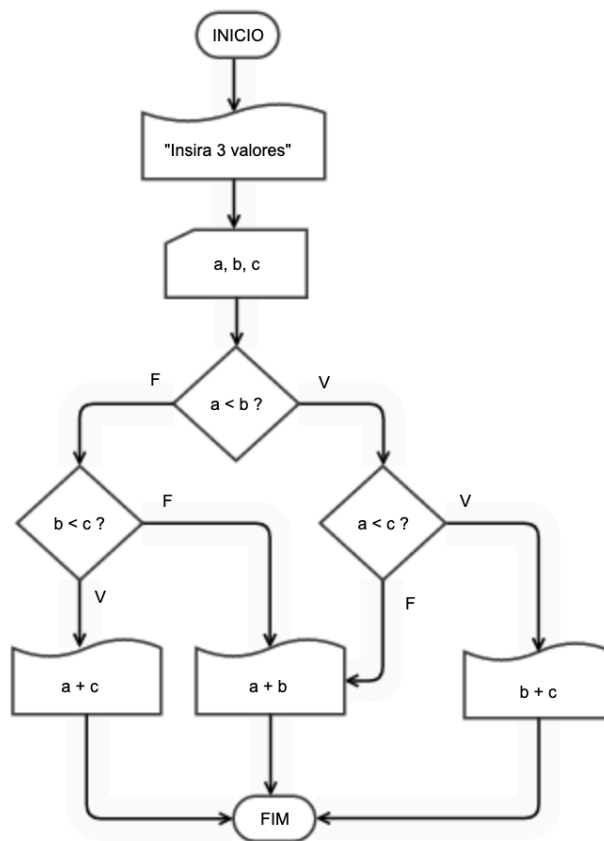 INICIO
"Insira 3 valores"
a, b, c
F
V
a < b ?
b < c ?
F
a < c ?
V
V
F
a + c
a + b
b + c
FIM